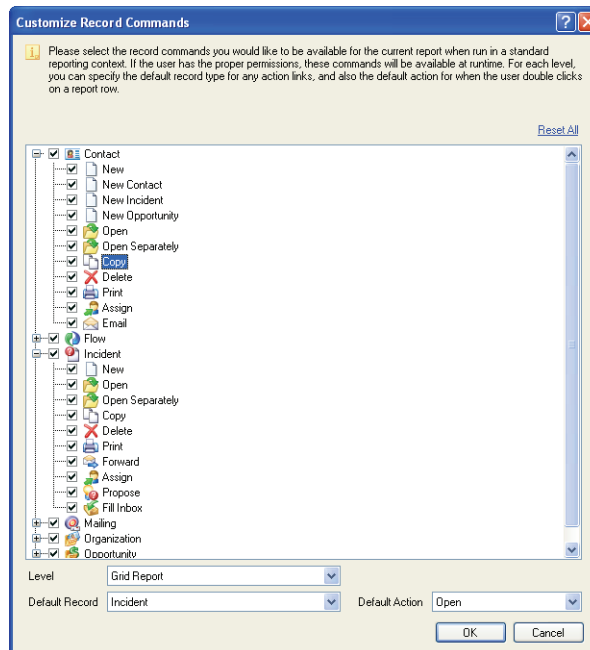 Customize Record Commands
Please select the record commands you would like to be available for the current report when run in a standard
reporting context. If the user has the proper permissions, these commands will be available at runtime. For each level,
you can specify the default record type for any action links, and also the default action for when the user double clicks
on a report row.
Reset All
Contact
New
New Contact
New Incident
New Opportunity
Open
Open Separately
Copy
Delete
Print
Assign
Email
Flow
Incident
New
Open
Open Separately
Copy
Delete
Print
Forward
Assign
Propose
Fill Inbox
Mailing
Organization
Opportunity
Level Grid Report
Default Record Incident Default Action Open
OK Cancel